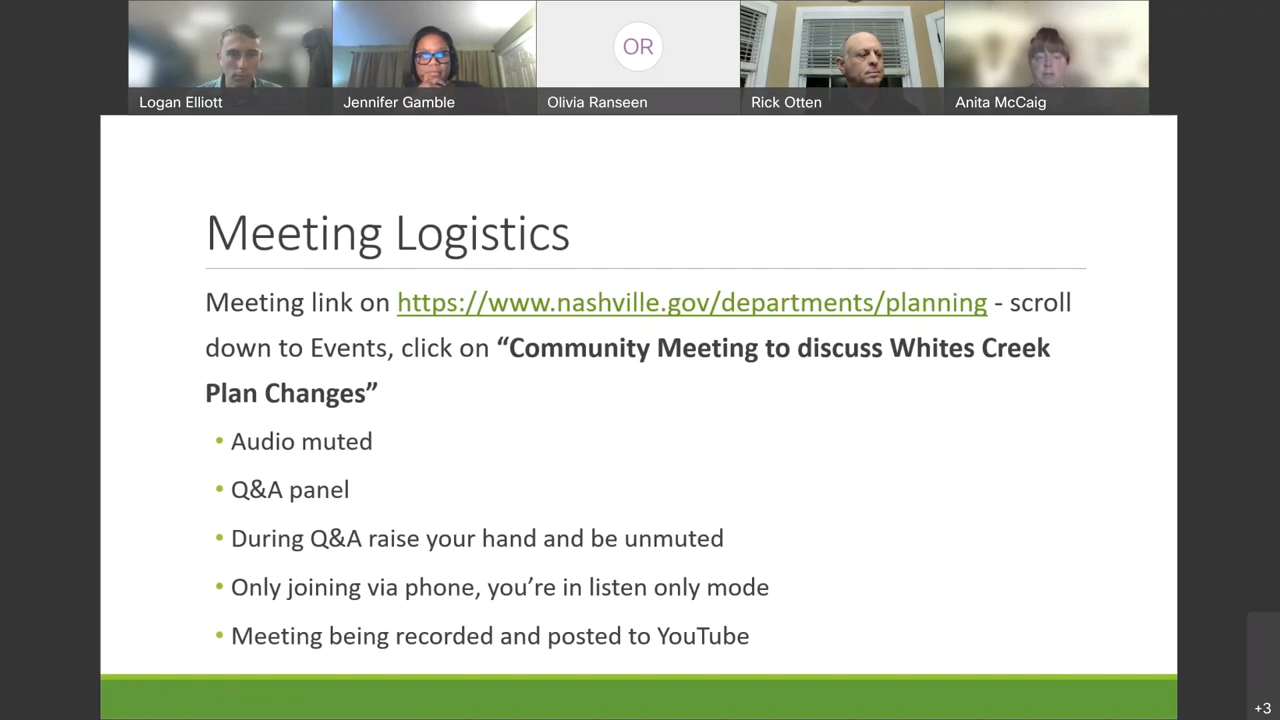 OR
Logan Elliott
Jennifer Gamble
Olivia Ranseen
Rick Otten
Anita McCaig
Meeting Logistics
Meeting link on https://www.nashville.gov/departments/planning - scroll
down to Events, click on “Community Meeting to discuss Whites Creek
Plan Changes”
• Audio muted
• Q&A panel
• During Q&A raise your hand and be unmuted
• Only joining via phone, you’re in listen only mode
• Meeting being recorded and posted to YouTube
+3